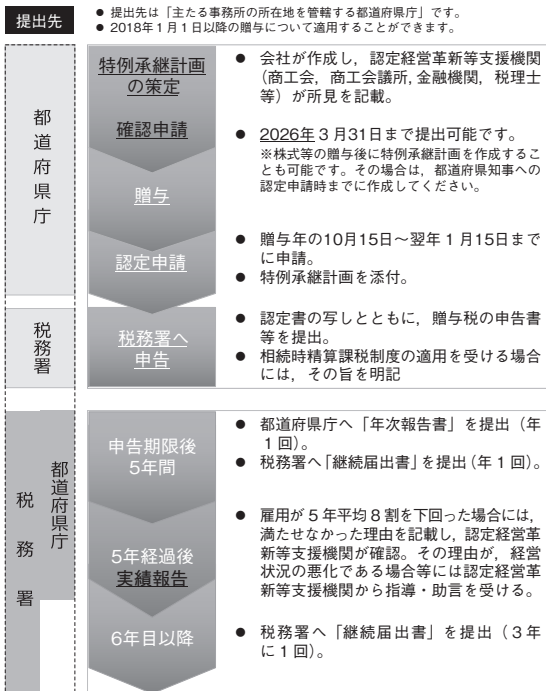 提出先
● 提出先は「主たる事務所の所在地を管轄する都道府県庁」です。
● 2018年1月1日以降の贈与について適用することができます。
都道府県庁
特例承継計画
の策定
確認申請
● 会社が作成し，認定経営革新等支援機関
（商工会，商工会議所，金融機関，税理士
等）が所見を記載。
● 2026年3月31日まで提出可能です。
※株式等の贈与後に特例承継計画を作成するこ
とも可能です。その場合は，都道府県知事への
認定申請時までに作成してください。
贈与
認定申請
● 贈与年の10月15日～翌年1月15日まで
に申請。
● 特例承継計画を添付。
税務署
税務署へ
申告
● 認定書の写しとともに，贈与税の申告書
等を提出。
● 相続時精算課税制度の適用を受ける場合
には，その旨を明記
税務署
都道府県庁
申告期限後
5年間
● 都道府県庁へ「年次報告書」を提出（年
1回）。
● 税務署へ「継続届出書」を提出（年1回）。
5年経過後
実績報告
● 雇用が5年平均8割を下回った場合には，
満たせなかった理由を記載し，認定経営革
新等支援機関が確認。その理由が，経営
状況の悪化である場合等には認定経営革
新等支援機関から指導・助言を受ける。
6年目以降
● 税務署へ「継続届出書」を提出（3年
に1回）。